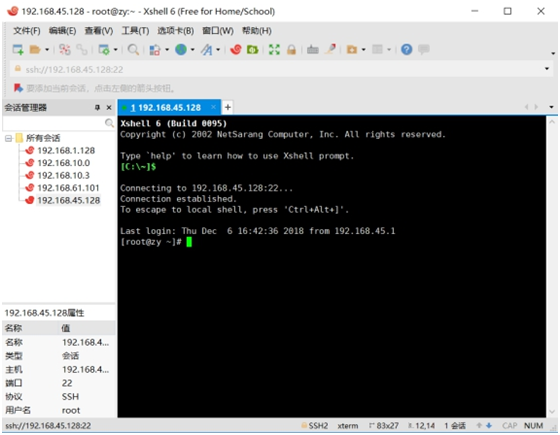 192.168.45.128 - root@zy:~ - Xshell 6 (Free for Home/School)
文件(F) 编辑(E) 查看(V) 工具(T) 选项卡(B) 窗口(W) 帮助(H)
ssh://192.168.45.128:22
要添加当前会话，点击左侧的箭头按钮。
会话管理器
1 192.168.45.128
所有会话
192.168.1.128
192.168.10.0
192.168.10.3
192.168.61.101
192.168.45.128
Xshell 6 (Build 0095)
Copyright (c) 2002 NetSarang Computer, Inc. All rights reserved.
Type `help' to learn how to use Xshell prompt.
[C:\~]$
Connecting to 192.168.45.128:22...
Connection established.
To escape to local shell, press 'Ctrl+Alt+]'.
Last login: Thu Dec  6 16:42:36 2018 from 192.168.45.1
[root@zy ~]#
192.168.45.128属性
名称 值
名称 192.168.4...
类型 会话
主机 192.168.4...
端口 22
协议 SSH
用户名 root
ssh://192.168.45.128:22 SSH2 xterm 83x27 12,14 1 会话 CAP NUM